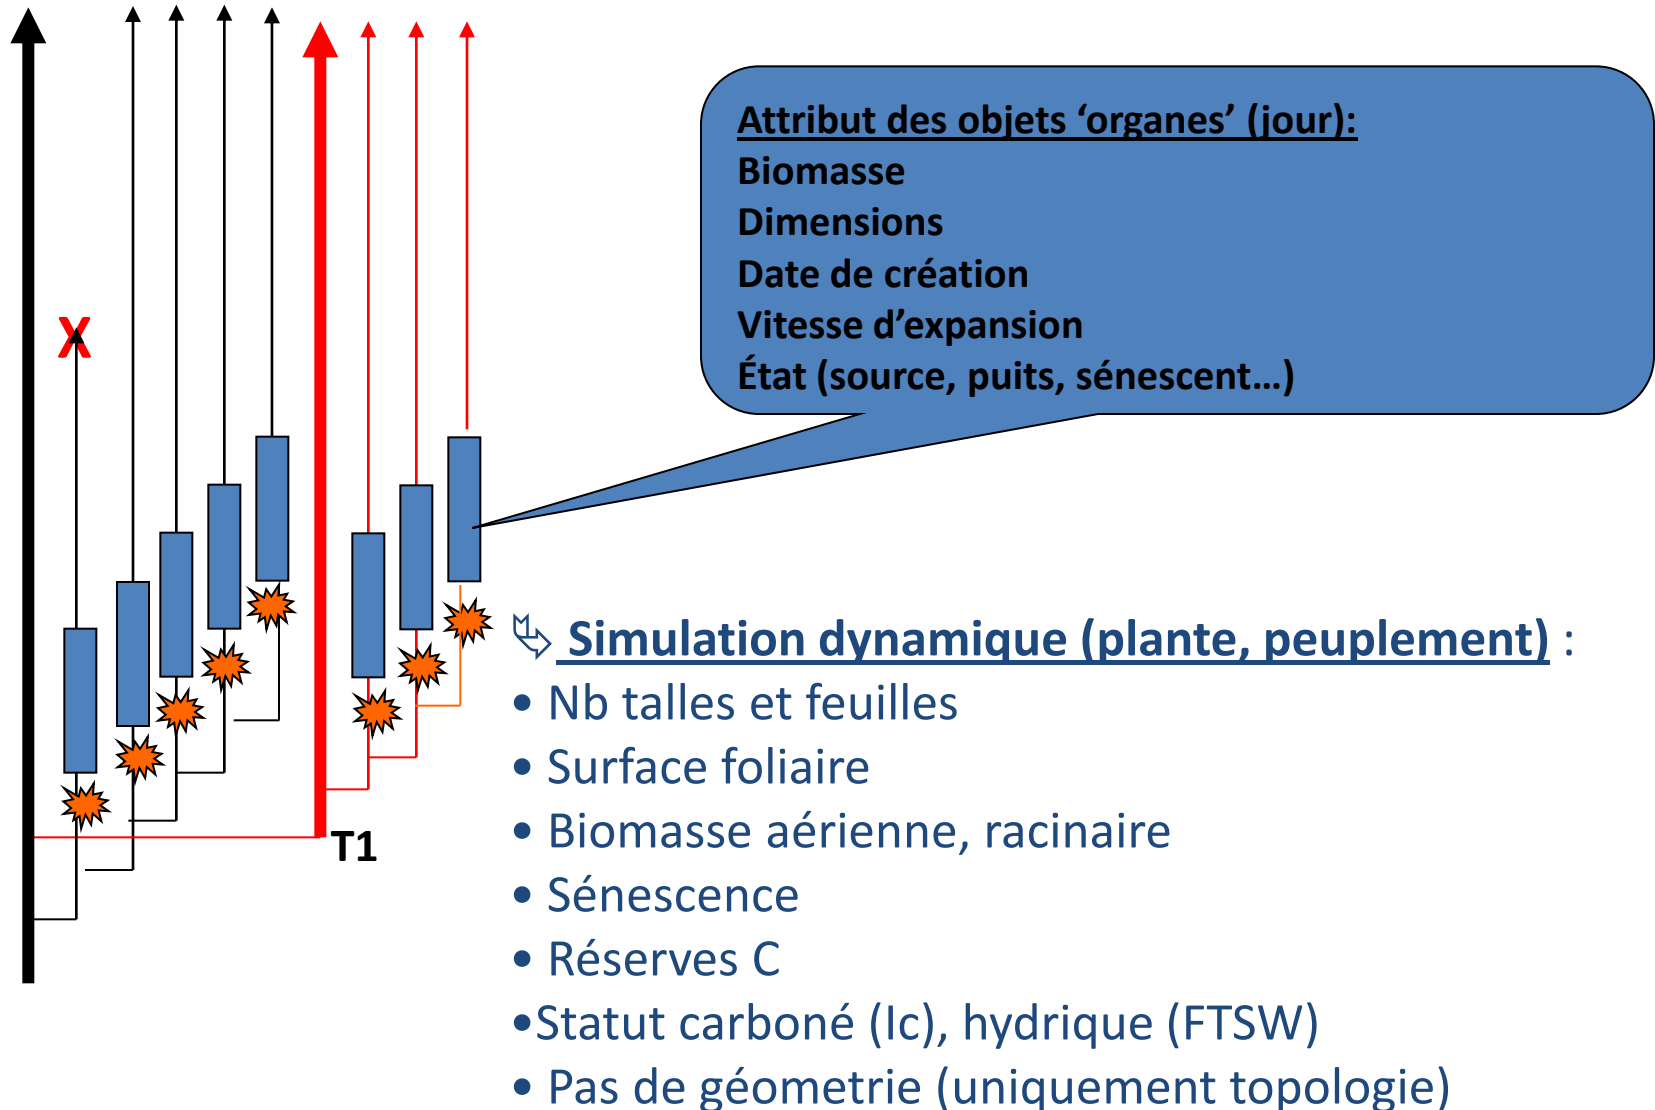 Attribut des objets ‘organes’ (jour):
Biomasse
Dimensions
Date de création
Vitesse d’expansion
État (source, puits, sénescent…)
X
T1
Simulation dynamique (plante, peuplement) :
• Nb talles et feuilles
• Surface foliaire
• Biomasse aérienne, racinaire
• Sénescence
• Réserves C
•Statut carboné (Ic), hydrique (FTSW)
• Pas de géometrie (uniquement topologie)